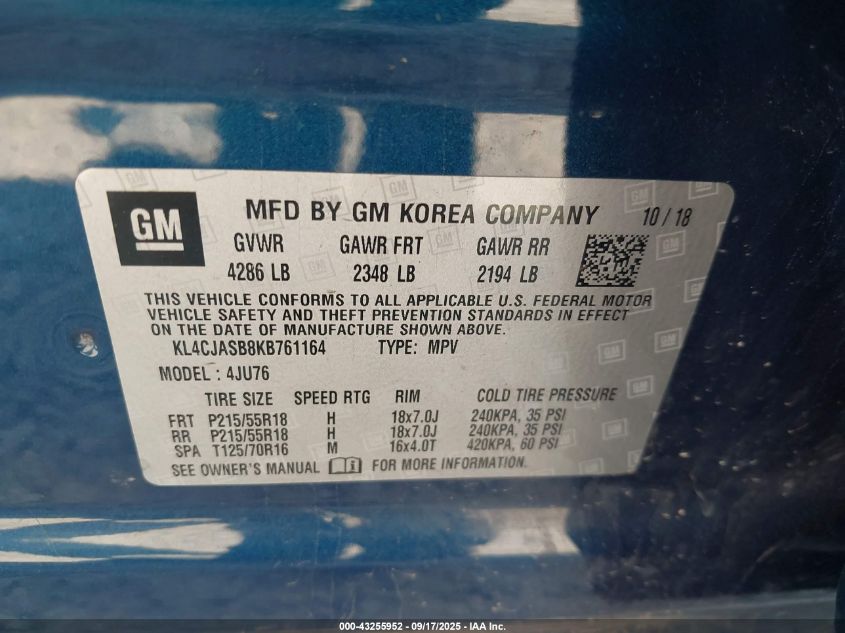 GM MFD BY GM KOREA COMPANY 10/18
GVWR GAWR FRT GAWR RR
4286 LB 2348 LB 2194 LB
THIS VEHICLE CONFORMS TO ALL APPLICABLE U.S. FEDERAL MOTOR
VEHICLE SAFETY AND THEFT PREVENTION STANDARDS IN EFFECT
ON THE DATE OF MANUFACTURE SHOWN ABOVE.
KL4CJASB8KB761164 TYPE: MPV
MODEL : 4JU76
TIRE SIZE SPEED RTG RIM COLD TIRE PRESSURE
FRT P215/55R18 H 18x7.0J 240KPA, 35 PSI
RR P215/55R18 H 18x7.0J 240KPA, 35 PSI
SPA T125/70R16 M 16x4.0T 420KPA, 60 PSI
SEE OWNER'S MANUAL FOR MORE INFORMATION.
000-43255952 - 09/17/2025 - IAA Inc.